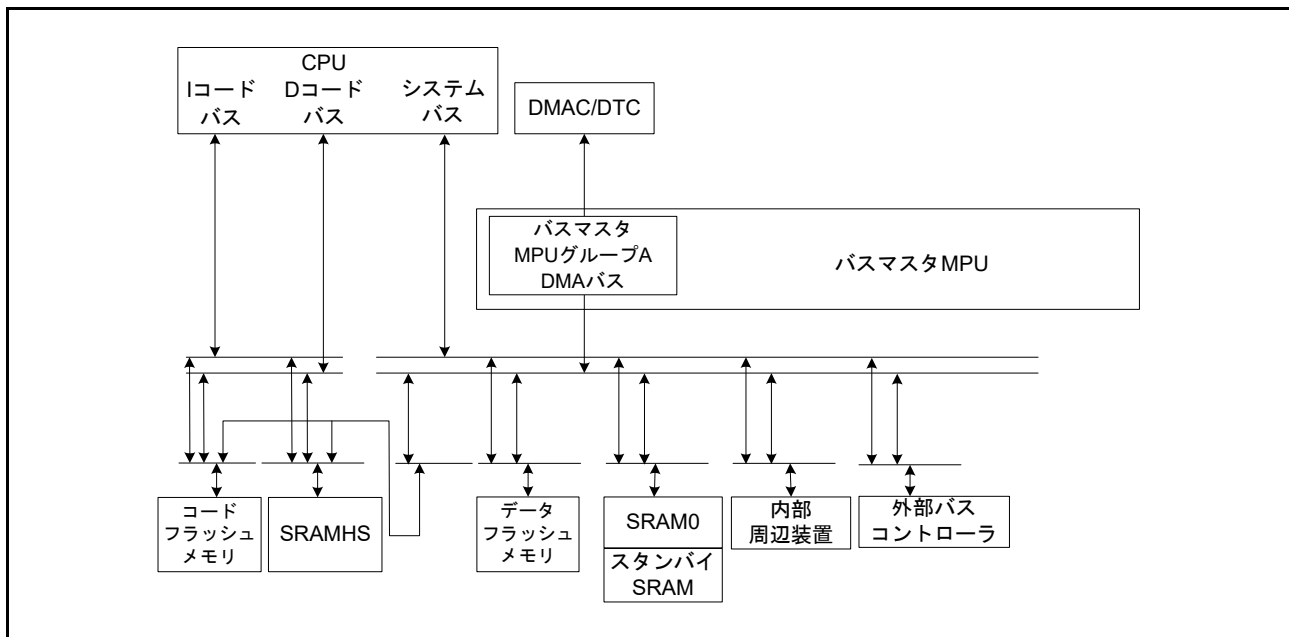 CPU
Iコード
バス
Dコード
バス
システム
バス
DMAC/DTC
バスマスタ
MPUグループA
DMAバス
バスマスタMPU
コード
フラッシュ
メモリ
SRAMHS
データ
フラッシュ
メモリ
SRAM0
スタンバイ
SRAM
内部
周辺装置
外部バス
コントローラ